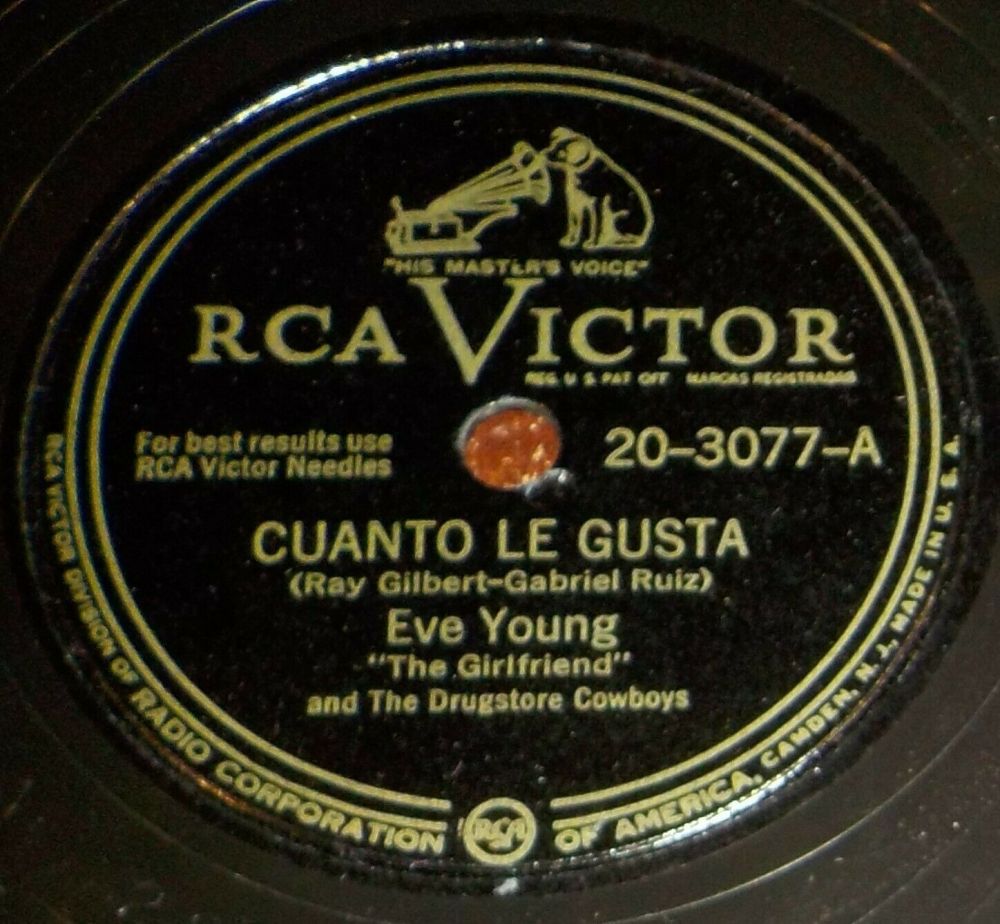 "HIS MASTER'S VOICE"
RCA VICTOR
REG. U. S. PAT. OFF. MARCAS REGISTRADAS
For best results use
RCA Victor Needles
20-3077-A
CUANTO LE GUSTA
(Ray Gilbert-Gabriel Ruiz)
Eve Young
"The Girlfriend"
and The Drugstore Cowboys
RCA VICTOR DIVISION OF RADIO CORPORATION RCA OF AMERICA, CAMDEN, N. J., MADE IN U. S. A.